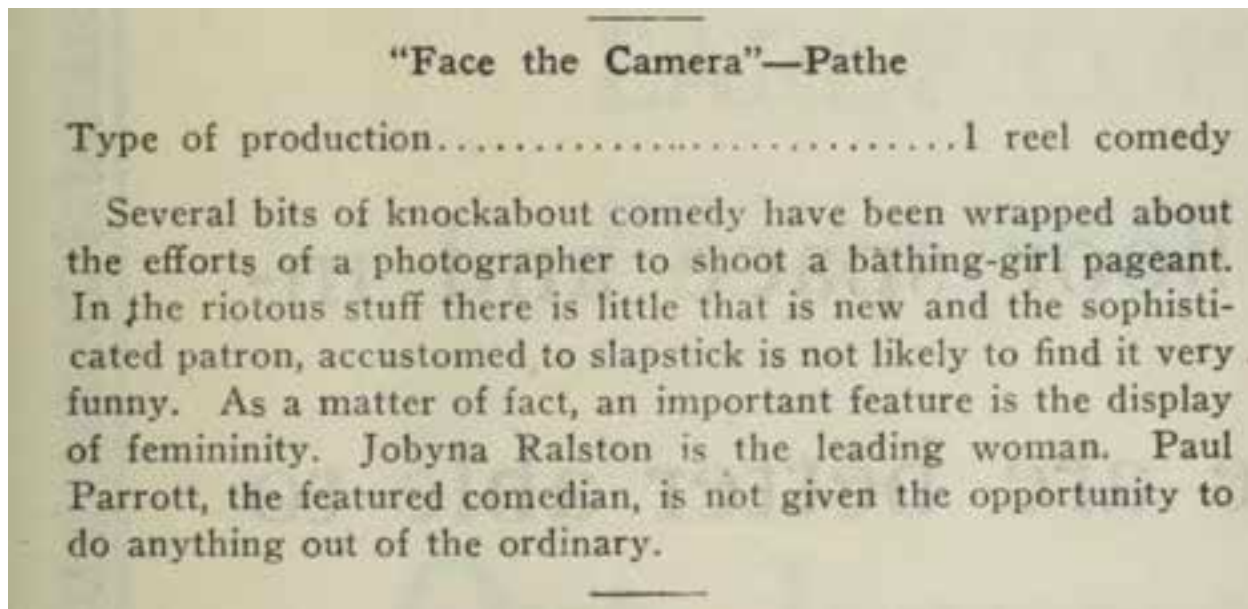 “Face the Camera”—Pathe
Type of production..................................1 reel comedy
Several bits of knockabout comedy have been wrapped about
the efforts of a photographer to shoot a bathing-girl pageant.
In the riotous stuff there is little that is new and the sophisti-
cated patron, accustomed to slapstick is not likely to find it very
funny. As a matter of fact, an important feature is the display
of femininity. Jobyna Ralston is the leading woman. Paul
Parrott, the featured comedian, is not given the opportunity to
do anything out of the ordinary.